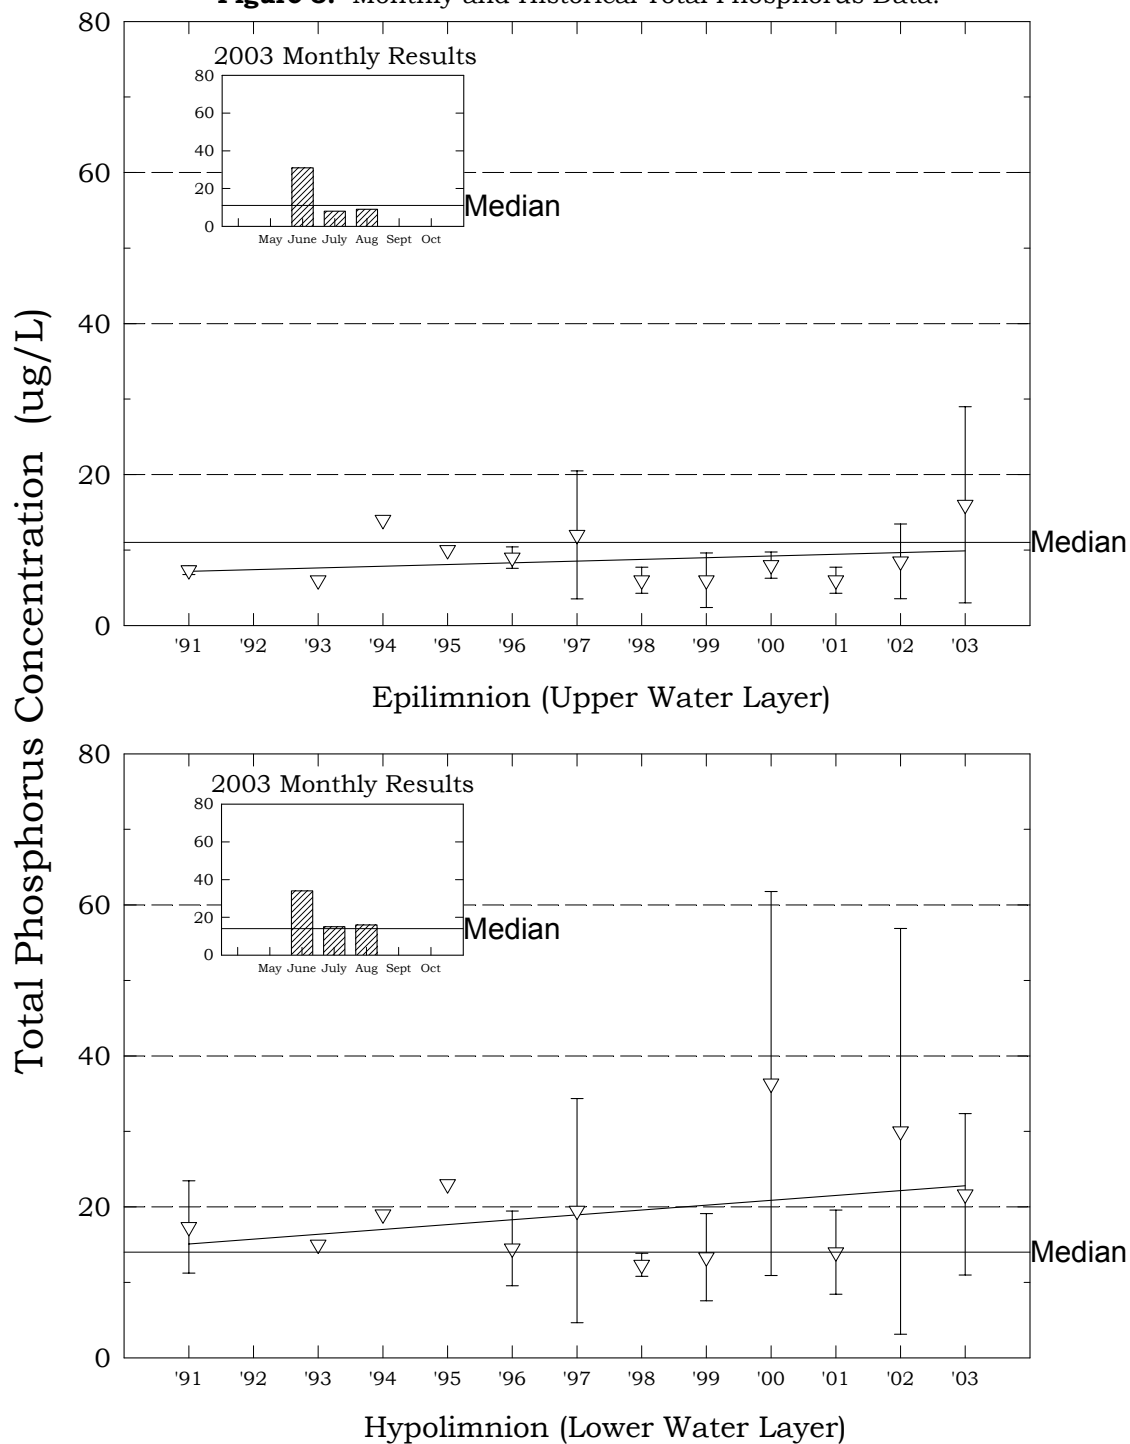 Figure 3. Monthly and Historical Total Phosphorus Data.
Total Phosphorus Concentration (ug/L)
80
60
40
20
0
2003 Monthly Results
80
60
40
20
0
May June July Aug Sept Oct
Median
Median
'91 '92 '93 '94 '95 '96 '97 '98 '99 '00 '01 '02 '03
Epilimnion (Upper Water Layer)
80
60
40
20
0
2003 Monthly Results
80
60
40
20
0
May June July Aug Sept Oct
Median
Median
'91 '92 '93 '94 '95 '96 '97 '98 '99 '00 '01 '02 '03
Hypolimnion (Lower Water Layer)